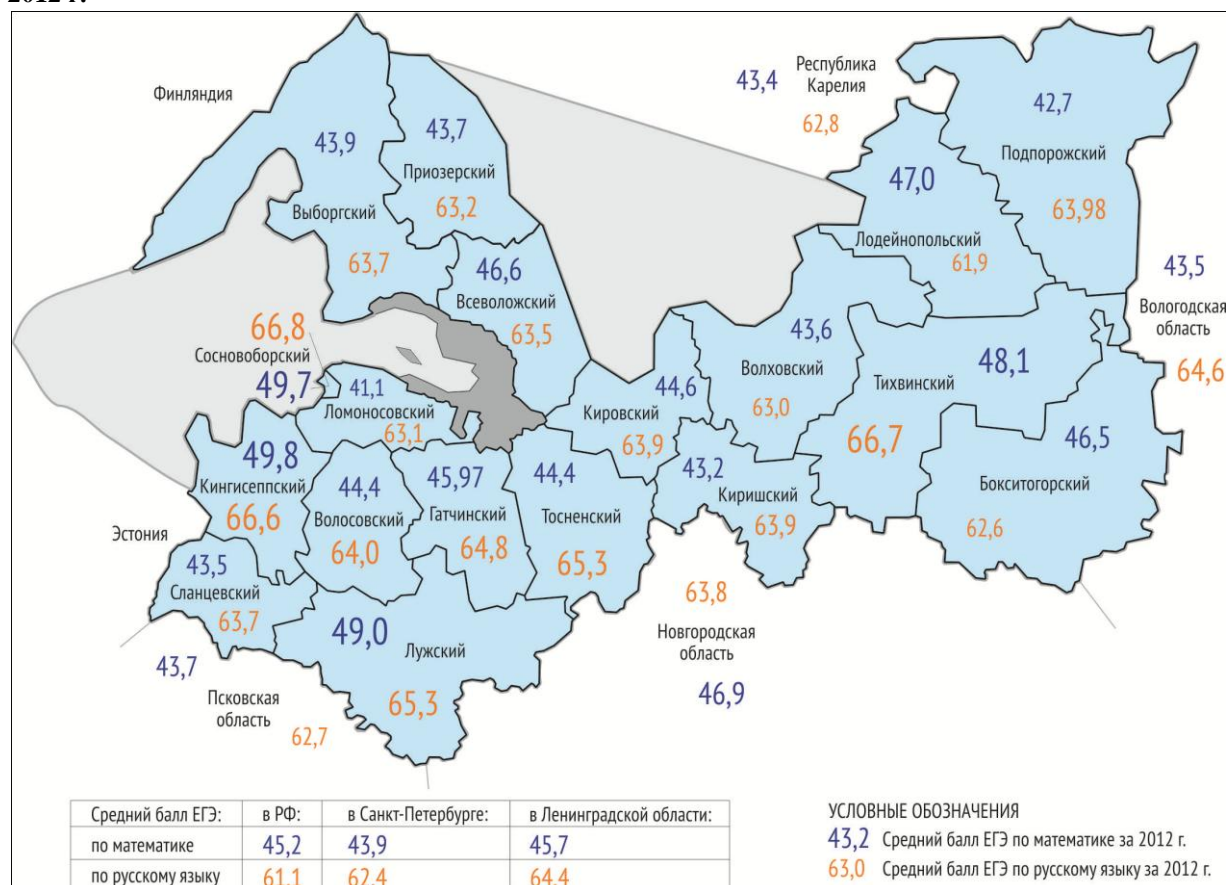 2012 г.
Финляндия
43,4
Республика
Карелия
62,8
42,7
Подпорожский
63,98
43,9
Выборгский
63,7
43,7
Приозерский
63,2
47,0
Лодейнопольский
61,9
43,5
Вологодская
область
64,6
46,6
Всеволожский
63,5
66,8
Сосновоборский
49,7
43,6
Волховский
63,0
48,1
Тихвинский
66,7
41,1
Ломоносовский
63,1
44,6
Кировский
63,9
46,5
Бокситогорский
62,6
49,8
Кингисеппский
66,6
44,4
Волосовский
64,0
45,97
Гатчинский
64,8
44,4
Тосненский
65,3
43,2
Киришский
63,9
Эстония
43,5
Сланцевский
63,7
49,0
Лужский
65,3
63,8
Новгородская
область
46,9
43,7
Псковская
область
62,7
Средний балл ЕГЭ: в РФ: в Санкт-Петербурге: в Ленинградской области:
по математике 45,2 43,9 45,7
по русскому языку 61,1 62,4 64,4
УСЛОВНЫЕ ОБОЗНАЧЕНИЯ
43,2 Средний балл ЕГЭ по математике за 2012 г.
63,0 Средний балл ЕГЭ по русскому языку за 2012 г.